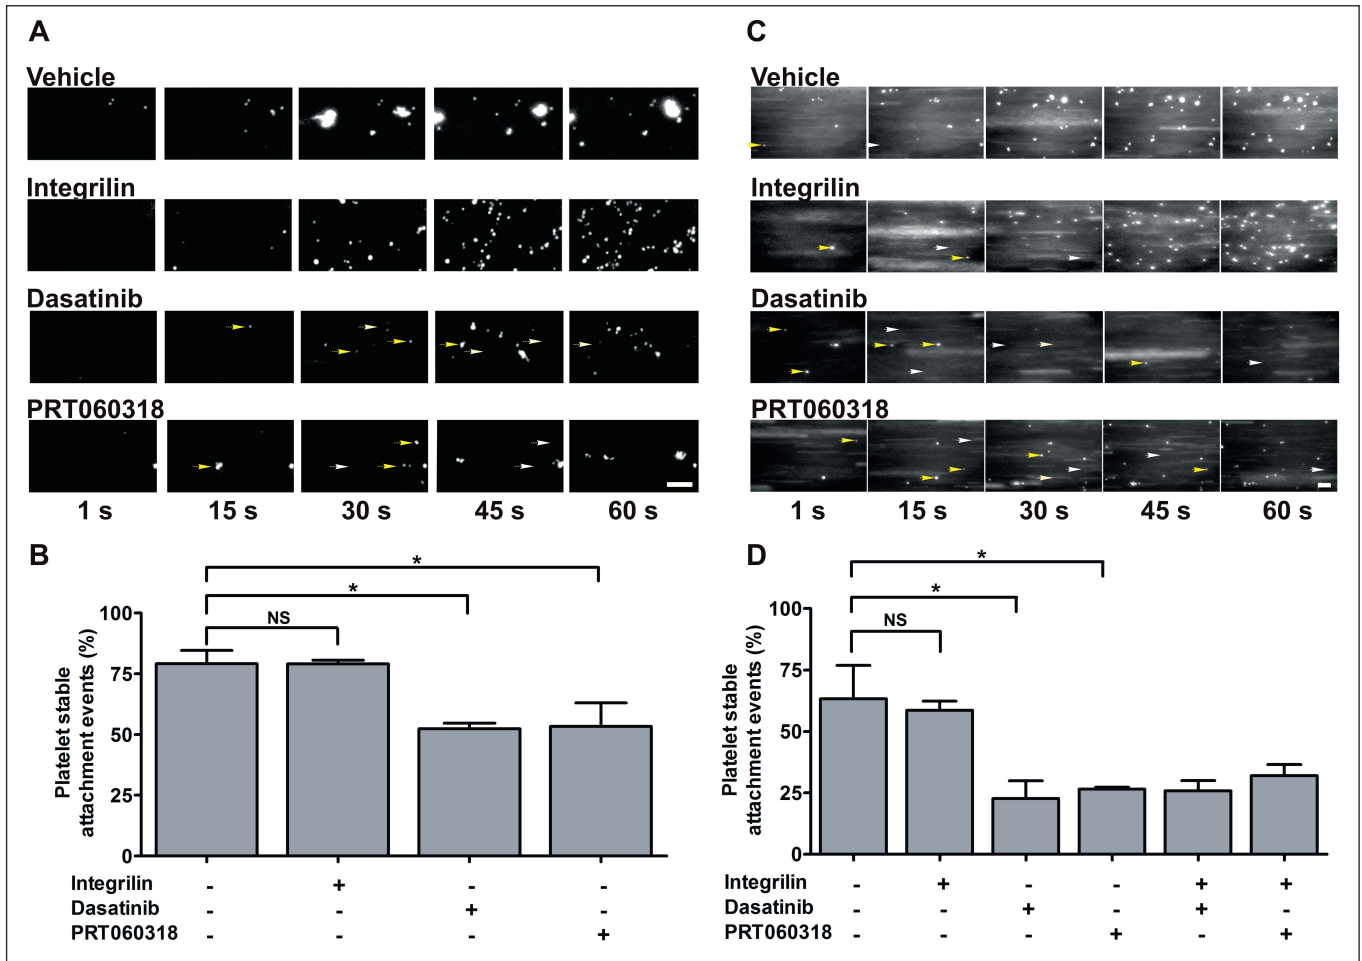 A
Vehicle
Integrilin
Dasatinib
PRT060318
1 s 15 s 30 s 45 s 60 s
B
*
*
NS
Platelet stable
attachment events (%)
100
75
50
25
0
Integrilin - + - -
Dasatinib - - + -
PRT060318 - - - +
C
Vehicle
Integrilin
Dasatinib
PRT060318
1 s 15 s 30 s 45 s 60 s
D
*
*
NS
Platelet stable
attachment events (%)
100
75
50
25
0
Integrilin - + - - + +
Dasatinib - - + - + -
PRT060318 - - - + - +